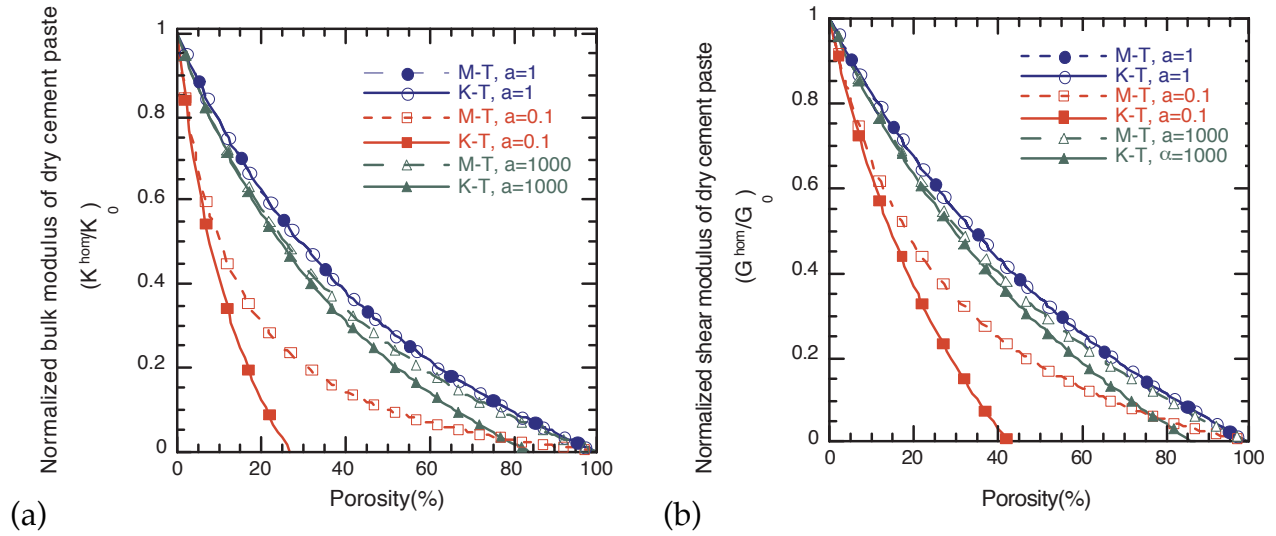 Normalized bulk modulus of dry cement paste
(K hom/K 0)
1
0.8
0.6
0.4
0.2
0
0 20 40 60 80 100
Porosity(%)
M-T, a=1
K-T, a=1
M-T, a=0.1
K-T, a=0.1
M-T, a=1000
K-T, a=1000
(a)
Normalized shear modulus of dry cement paste
(G hom/G 0)
1
0.8
0.6
0.4
0.2
0
0 20 40 60 80 100
Porosity(%)
M-T, a=1
K-T, a=1
M-T, a=0.1
K-T, a=0.1
M-T, a=1000
K-T, α=1000
(b)